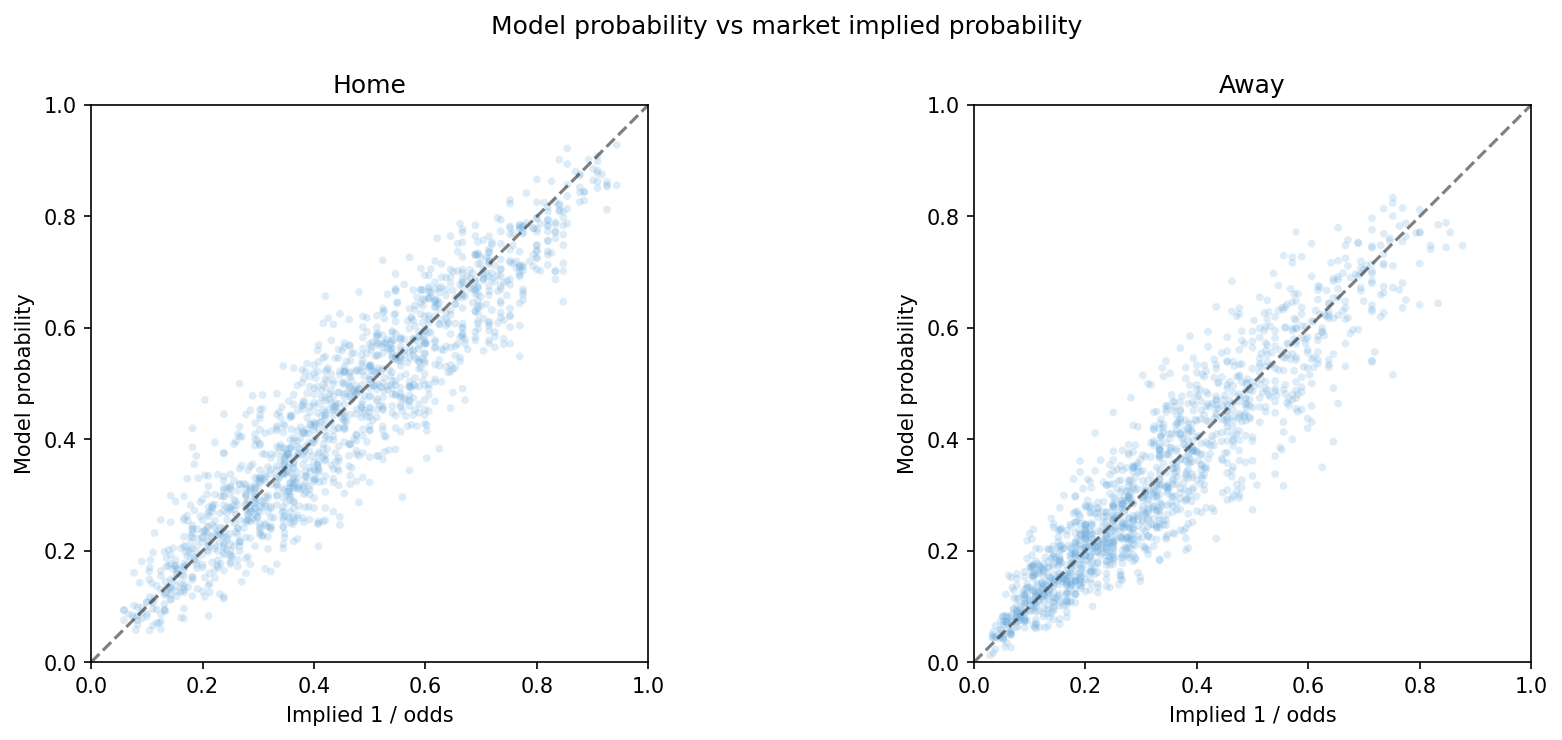 Model probability vs market implied probability
Home
Model probability
1.0
0.8
0.6
0.4
0.2
0.0
0.0 0.2 0.4 0.6 0.8 1.0
Implied 1 / odds
Away
Model probability
1.0
0.8
0.6
0.4
0.2
0.0
0.0 0.2 0.4 0.6 0.8 1.0
Implied 1 / odds